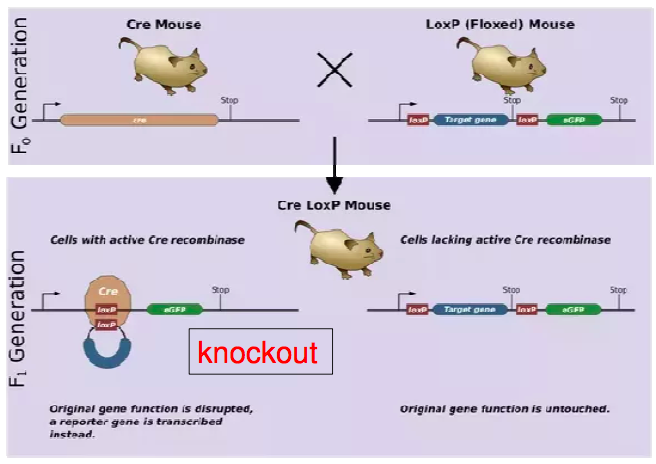 Cre Mouse
LoxP (Floxed) Mouse
F0 Generation
Stop
cre
Stop
Stop
loxP
Target gene
loxP
eGFP
Cre LoxP Mouse
Cells with active Cre recombinase
Cells lacking active Cre recombinase
F1 Generation
Cre
Stop
loxP
eGFP
loxP
Stop
Stop
loxP
Target gene
loxP
eGFP
knockout
Original gene function is disrupted,
a reporter gene is transcribed
instead.
Original gene function is untouched.